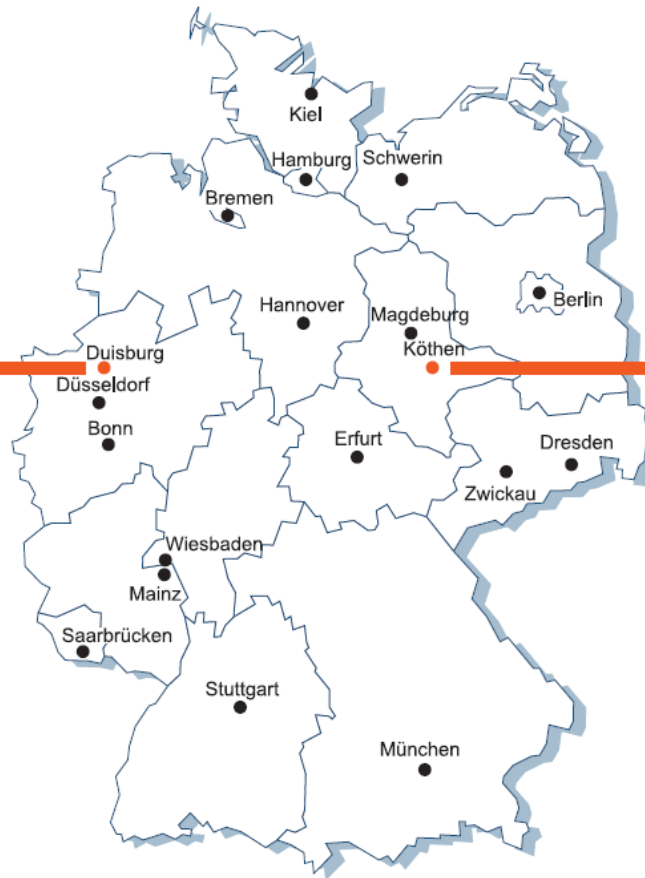 Kiel
Hamburg
Schwerin
Bremen
Berlin
Hannover
Magdeburg
Duisburg
Köthen
Düsseldorf
Bonn
Erfurt
Dresden
Zwickau
Wiesbaden
Mainz
Saarbrücken
Stuttgart
München